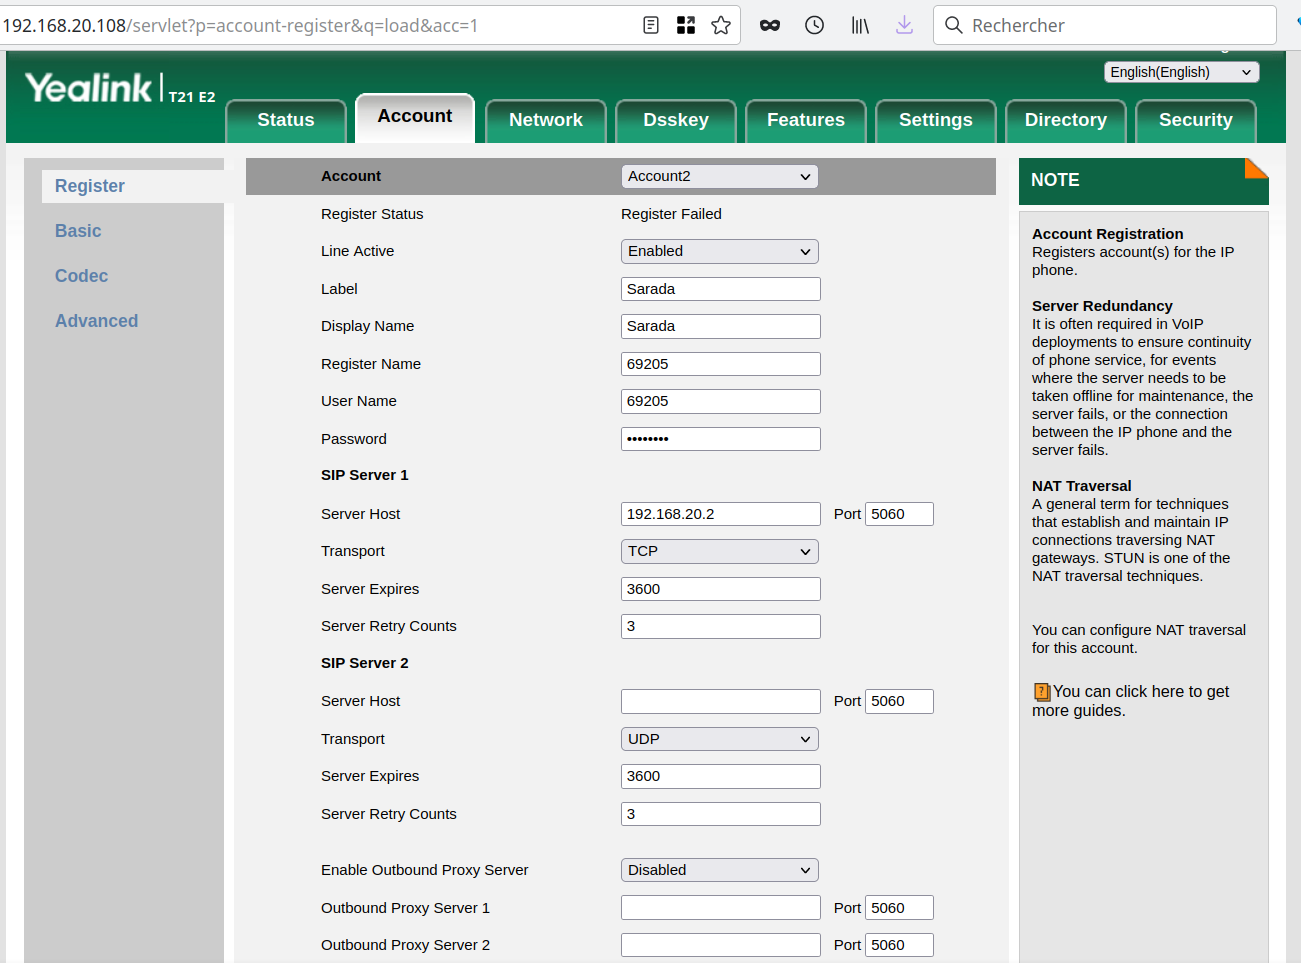 192.168.20.108/servlet?p=account-register&q=load&acc=1
Rechercher
English(English)
Yealink T21 E2
Status Account Network Dsskey Features Settings Directory Security
Register
Basic
Codec
Advanced
Account Account2
Register Status Register Failed
Line Active Enabled
Label Sarada
Display Name Sarada
Register Name 69205
User Name 69205
Password ••••••••
SIP Server 1
Server Host 192.168.20.2 Port 5060
Transport TCP
Server Expires 3600
Server Retry Counts 3
SIP Server 2
Server Host Port 5060
Transport UDP
Server Expires 3600
Server Retry Counts 3
Enable Outbound Proxy Server Disabled
Outbound Proxy Server 1 Port 5060
Outbound Proxy Server 2 Port 5060
NOTE
Account Registration
Registers account(s) for the IP
phone.
Server Redundancy
It is often required in VoIP
deployments to ensure continuity
of phone service, for events
where the server needs to be
taken offline for maintenance, the
server fails, or the connection
between the IP phone and the
server fails.
NAT Traversal
A general term for techniques
that establish and maintain IP
connections traversing NAT
gateways. STUN is one of the
NAT traversal techniques.
You can configure NAT traversal
for this account.
You can click here to get
more guides.